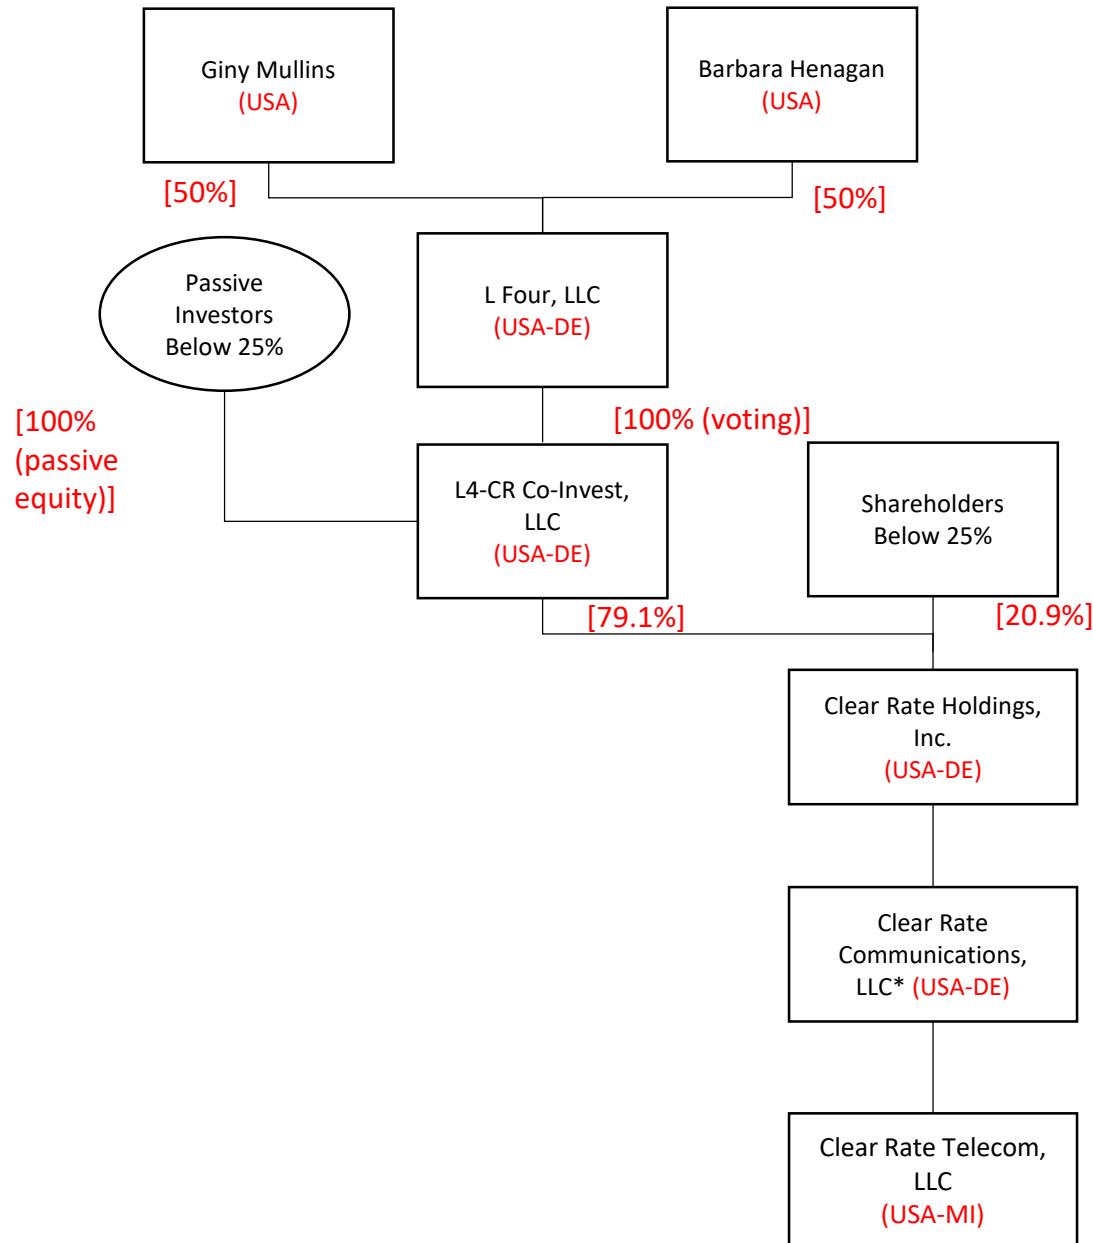 Giny Mullins
(USA)
Barbara Henagan
(USA)
[50%]
[50%]
Passive
Investors
Below 25%
L Four, LLC
(USA-DE)
[100%
(passive
equity)]
[100% (voting)]
L4-CR Co-Invest,
LLC
(USA-DE)
Shareholders
Below 25%
[79.1%]
[20.9%]
Clear Rate Holdings,
Inc.
(USA-DE)
Clear Rate
Communications,
LLC* (USA-DE)
Clear Rate Telecom,
LLC
(USA-MI)